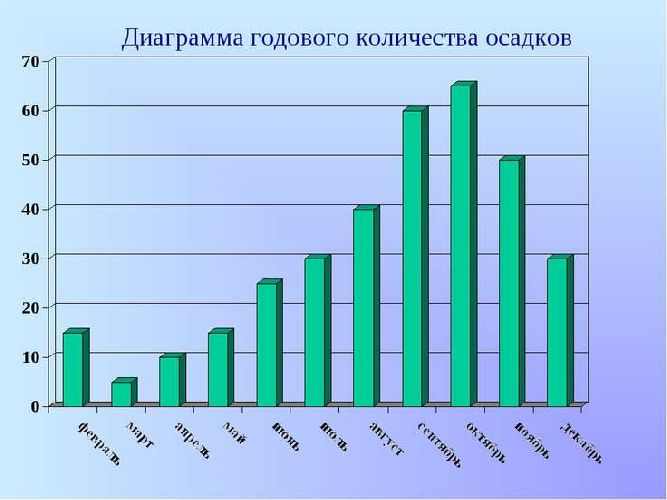 Диаграмма годового количества осадков
70
60
50
40
30
20
10
0
февраль
март
апрель
май
июнь
июль
август
сентябрь
октябрь
ноябрь
декабрь